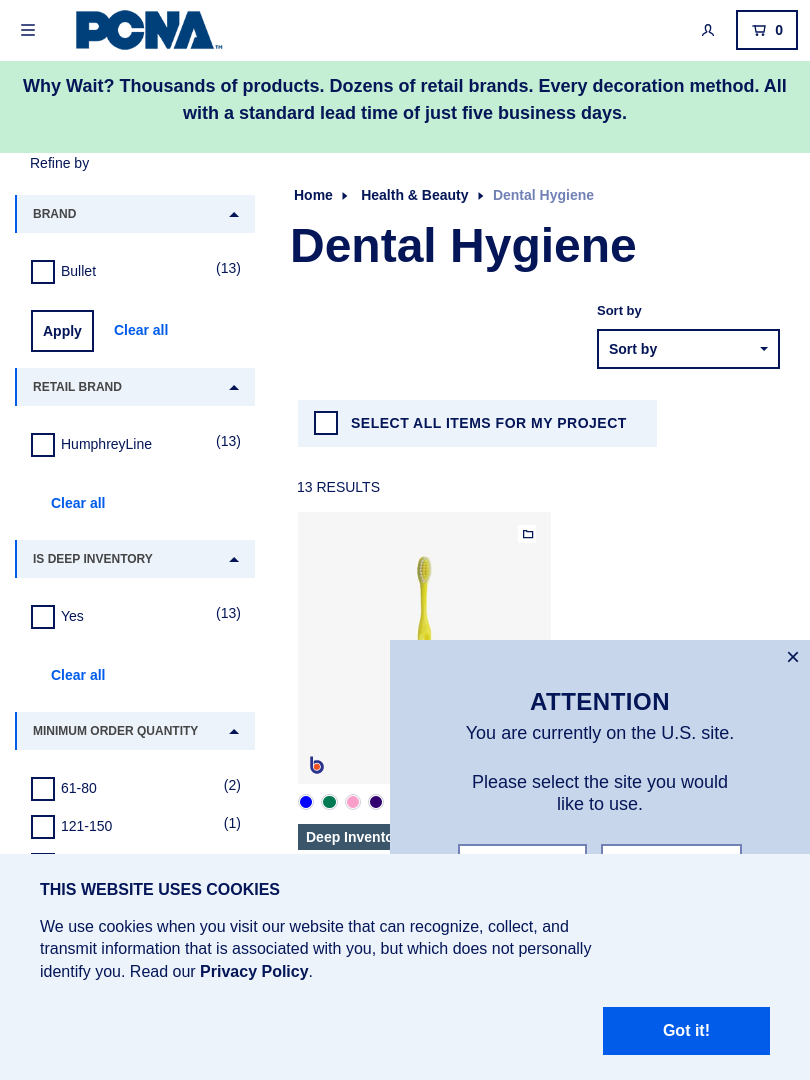 PCNA™
0
Why Wait? Thousands of products. Dozens of retail brands. Every decoration method. All
with a standard lead time of just five business days.
Refine by
BRAND
Bullet
(13)
Apply
Clear all
RETAIL BRAND
HumphreyLine
(13)
Clear all
IS DEEP INVENTORY
Yes
(13)
Clear all
MINIMUM ORDER QUANTITY
61-80
(2)
121-150
(1)
Home
Health & Beauty
Dental Hygiene
Dental Hygiene
Sort by
Sort by
SELECT ALL ITEMS FOR MY PROJECT
13 RESULTS
b
Deep Invento
ATTENTION
You are currently on the U.S. site.
Please select the site you would
like to use.
THIS WEBSITE USES COOKIES
We use cookies when you visit our website that can recognize, collect, and
transmit information that is associated with you, but which does not personally
identify you. Read our Privacy Policy.
Got it!